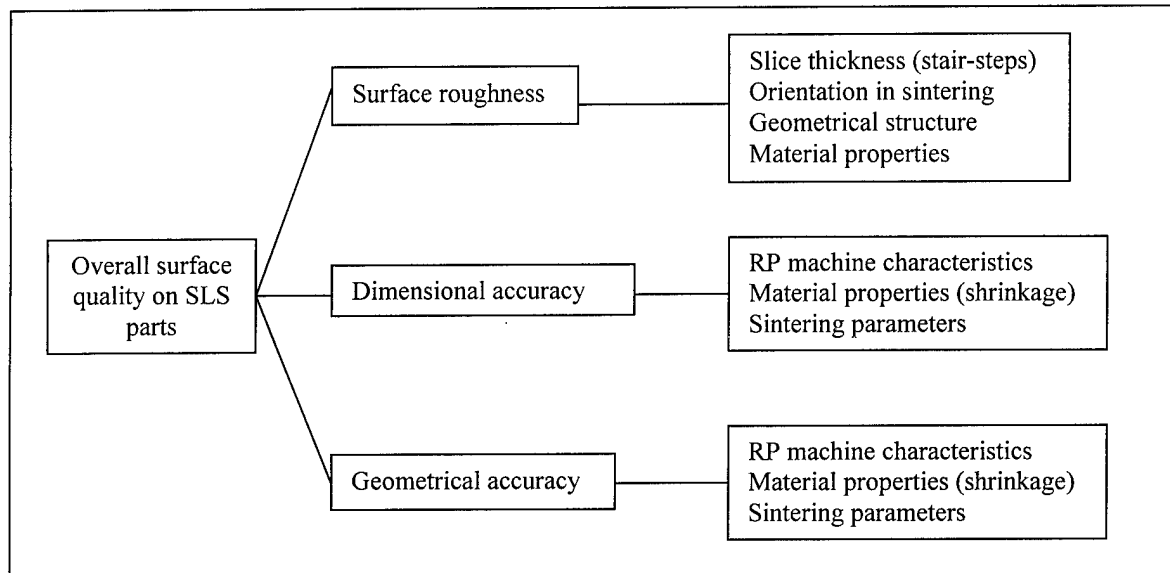 Overall surface
quality on SLS
parts
Surface roughness
Slice thickness (stair-steps)
Orientation in sintering
Geometrical structure
Material properties
Dimensional accuracy
RP machine characteristics
Material properties (shrinkage)
Sintering parameters
Geometrical accuracy
RP machine characteristics
Material properties (shrinkage)
Sintering parameters